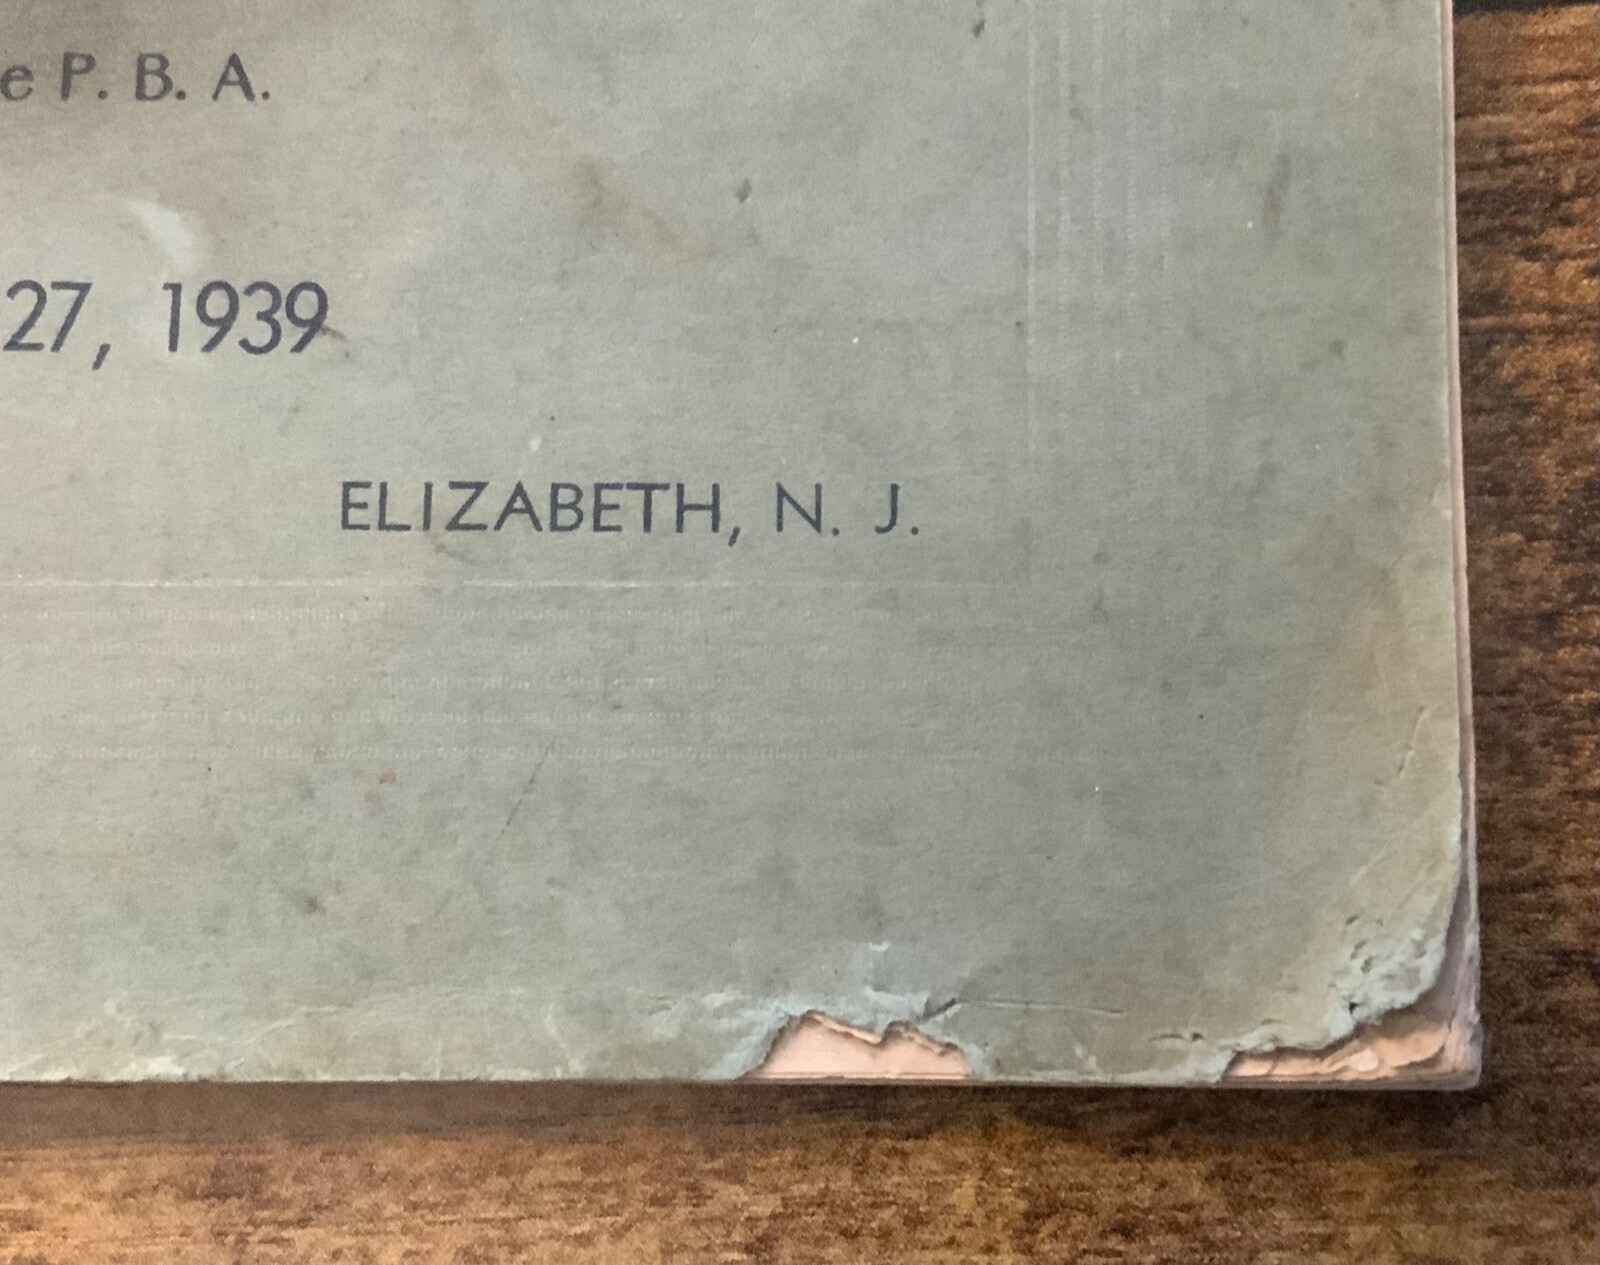 e P. B. A.
27, 1939
ELIZABETH, N. J.